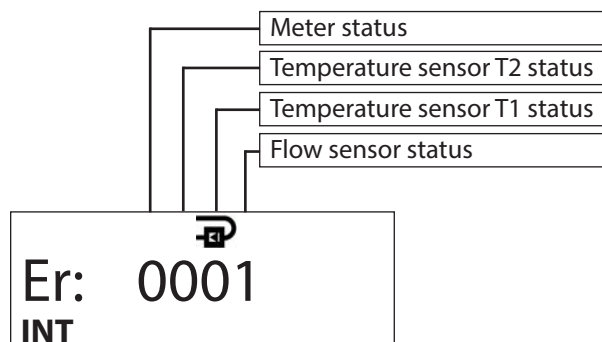 Meter status
Temperature sensor T2 status
Temperature sensor T1 status
Flow sensor status
Er: 0001
INT